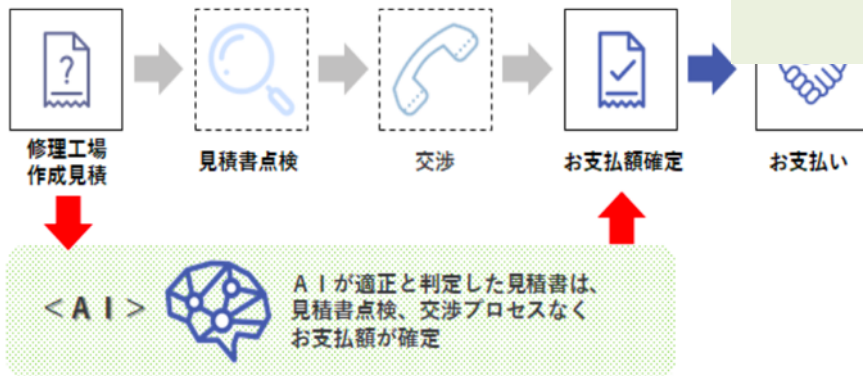 ?
修理工場
作成見積
見積書点検
交渉
お支払額確定
お支払い
＜ＡＩ＞
ＡＩが適正と判定した見積書は、
見積書点検、交渉プロセスなく
お支払額が確定